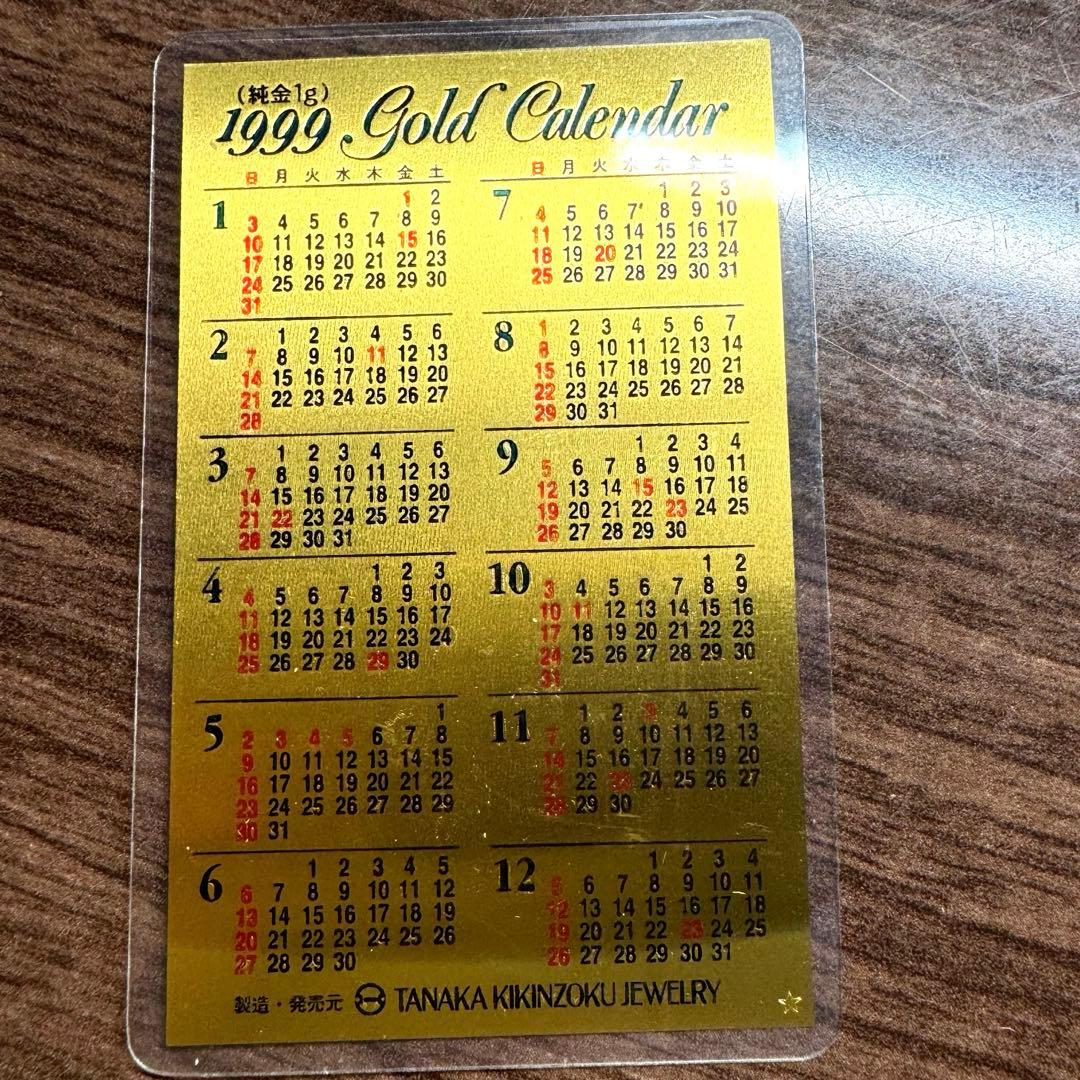 (純金1g)
1999 Gold Calendar
日 月 火 水 木 金 土
1
1 2
3 4 5 6 7 8 9
10 11 12 13 14 15 16
17 18 19 20 21 22 23
24 25 26 27 28 29 30
31
2
1 2 3 4 5 6
7 8 9 10 11 12 13
14 15 16 17 18 19 20
21 22 23 24 25 26 27
28
3
1 2 3 4 5 6
7 8 9 10 11 12 13
14 15 16 17 18 19 20
21 22 23 24 25 26 27
28 29 30 31
4
1 2 3
4 5 6 7 8 9 10
11 12 13 14 15 16 17
18 19 20 21 22 23 24
25 26 27 28 29 30
5
1
2 3 4 5 6 7 8
9 10 11 12 13 14 15
16 17 18 19 20 21 22
23 24 25 26 27 28 29
30 31
6
1 2 3 4 5
6 7 8 9 10 11 12
13 14 15 16 17 18 19
20 21 22 23 24 25 26
27 28 29 30
日 月 火 水 木 金 土
7
1 2 3
4 5 6 7 8 9 10
11 12 13 14 15 16 17
18 19 20 21 22 23 24
25 26 27 28 29 30 31
8
1 2 3 4 5 6 7
8 9 10 11 12 13 14
15 16 17 18 19 20 21
22 23 24 25 26 27 28
29 30 31
9
1 2 3 4
5 6 7 8 9 10 11
12 13 14 15 16 17 18
19 20 21 22 23 24 25
26 27 28 29 30
10
1 2
3 4 5 6 7 8 9
10 11 12 13 14 15 16
17 18 19 20 21 22 23
24 25 26 27 28 29 30
31
11
1 2 3 4 5 6
7 8 9 10 11 12 13
14 15 16 17 18 19 20
21 22 23 24 25 26 27
28 29 30
12
1 2 3 4
5 6 7 8 9 10 11
12 13 14 15 16 17 18
19 20 21 22 23 24 25
26 27 28 29 30 31
製造・発売元 TANAKA KIKINZOKU JEWELRY